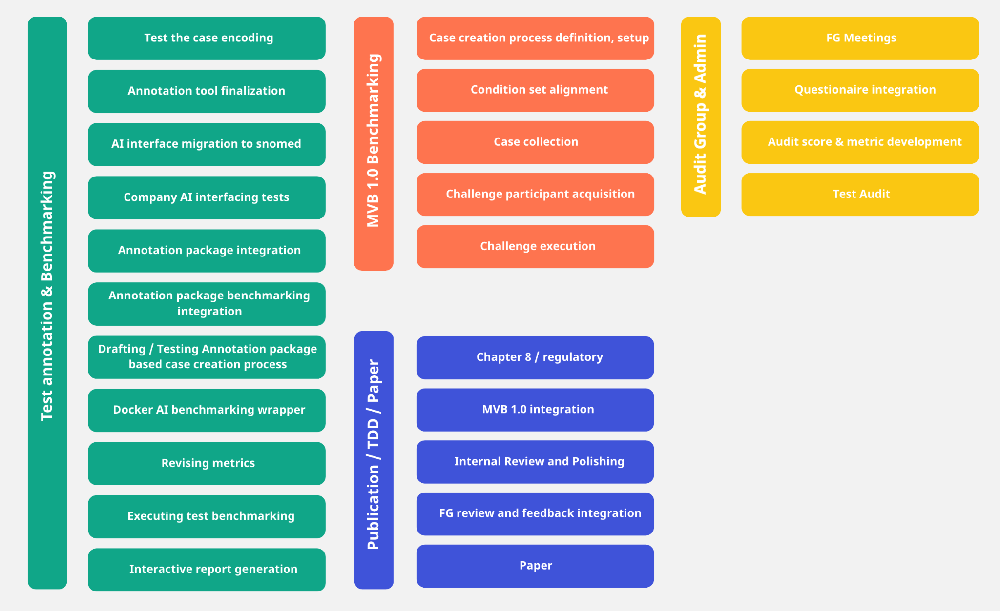 Test annotation & Benchmarking
Test the case encoding
Annotation tool finalization
AI interface migration to snomed
Company AI interfacing tests
Annotation package integration
Annotation package benchmarking
integration
Drafting / Testing Annotation package
based case creation process
Docker AI benchmarking wrapper
Revising metrics
Executing test benchmarking
Interactive report generation
MVB 1.0 Benchmarking
Case creation process definition, setup
Condition set alignment
Case collection
Challenge participant acquisition
Challenge execution
Publication / TDD / Paper
Chapter 8 / regulatory
MVB 1.0 integration
Internal Review and Polishing
FG review and feedback integration
Paper
Audit Group & Admin
FG Meetings
Questionaire integration
Audit score & metric development
Test Audit